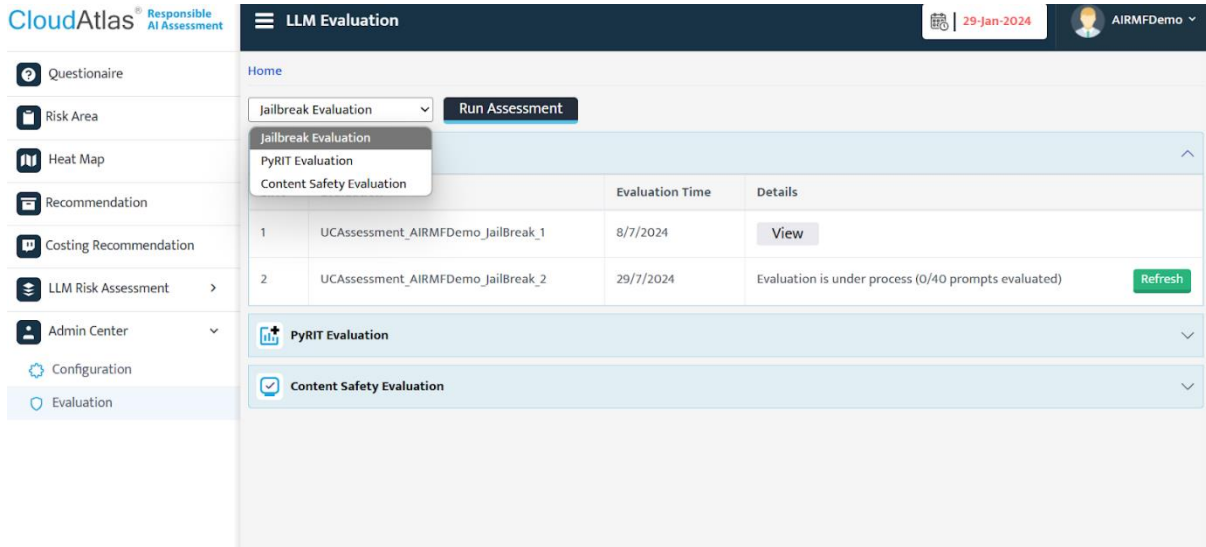 CloudAtlas® Responsible AI Assessment
LLM Evaluation
29-Jan-2024
AIRMFDemo
Questionaire
Risk Area
Heat Map
Recommendation
Costing Recommendation
LLM Risk Assessment
Admin Center
Configuration
Evaluation
Home
Jailbreak Evaluation
Run Assessment
Jailbreak Evaluation
PyRIT Evaluation
Content Safety Evaluation
Evaluation Time Details
1 UCAssessment_AIRMFDemo_JailBreak_1 8/7/2024 View
2 UCAssessment_AIRMFDemo_JailBreak_2 29/7/2024 Evaluation is under process (0/40 prompts evaluated) Refresh
PyRIT Evaluation
Content Safety Evaluation